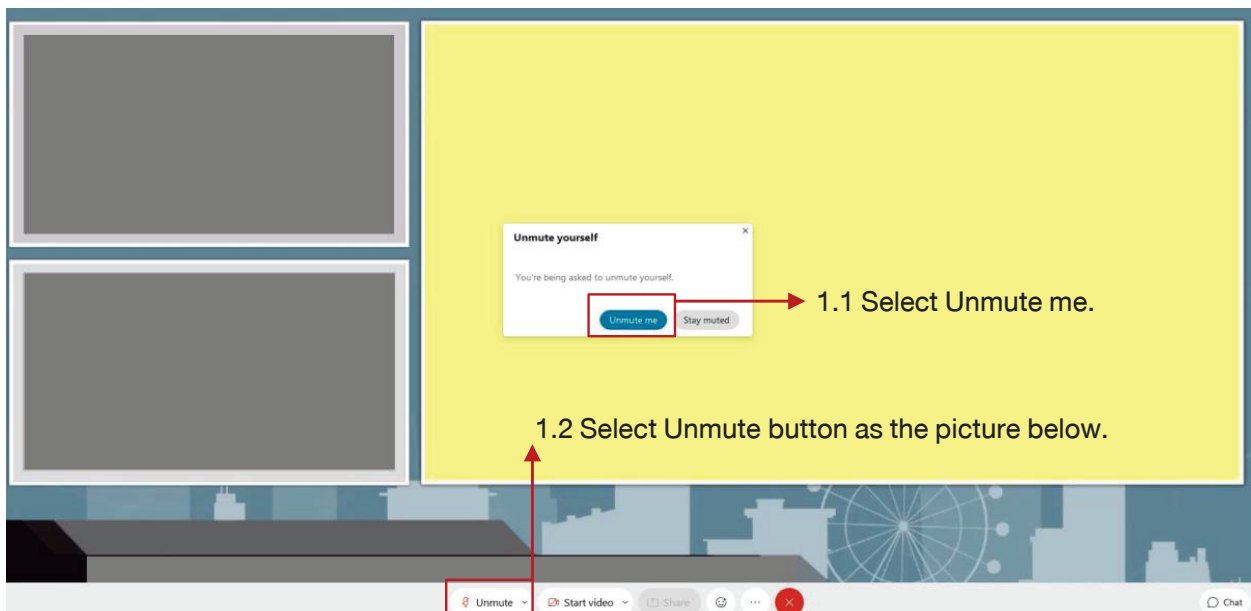 Unmute yourself
You're being asked to unmute yourself.
Unmute me
Stay muted
1.1 Select Unmute me.
1.2 Select Unmute button as the picture below.
Unmute
Start video
Share
Chat